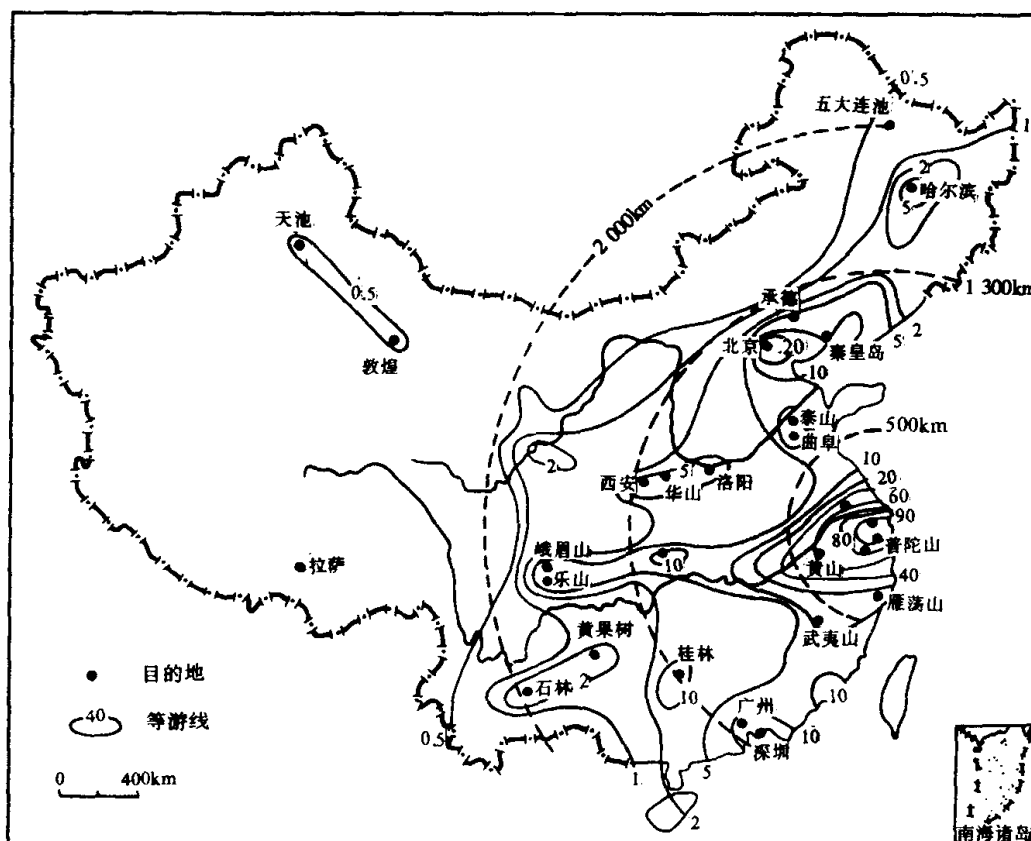 0.5
五大连池
1
2
哈尔滨
5
天池
2 000km
0.5
1 300km
承德
北京
20
秦皇岛
2
5
敦煌
10
泰山
曲阜
500km
10
20
60
90
2
西安
华山
5
洛阳
80
普陀山
峨眉山
10
黄山
拉萨
乐山
40
雁荡山
黄果树
武夷山
桂林
目的地
2
石林
10
10
40
等游线
广州
深圳
10
0.5
0
400km
1
5
2
南海诸岛